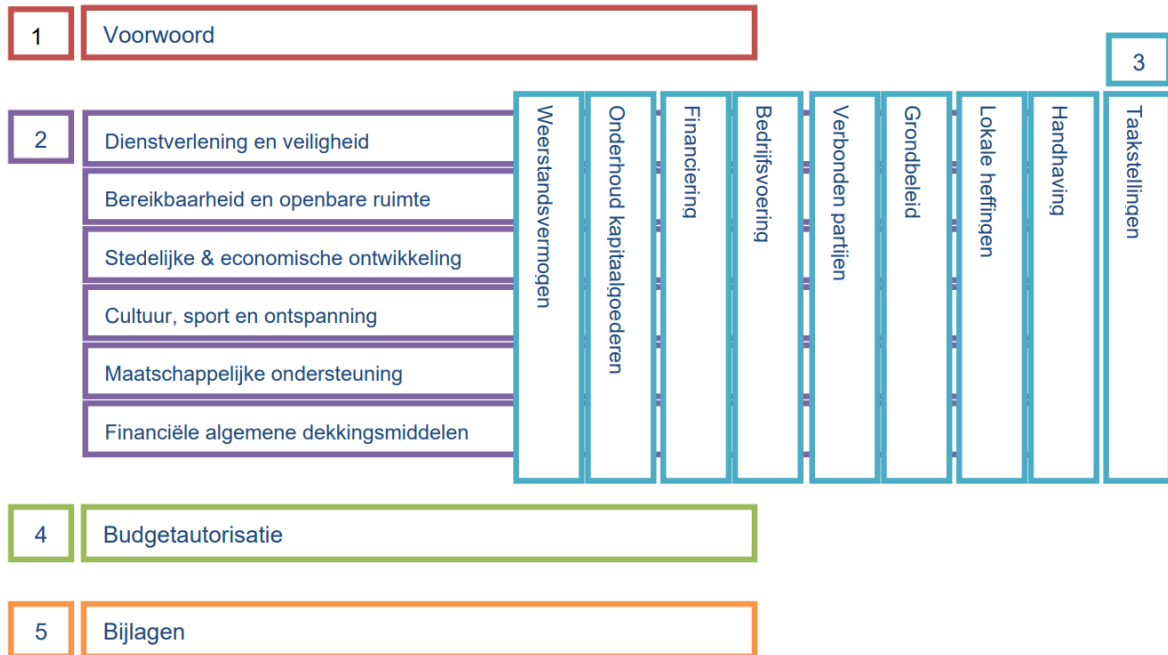 1
Voorwoord
3
2
Dienstverlening en veiligheid
Bereikbaarheid en openbare ruimte
Stedelijke & economische ontwikkeling
Cultuur, sport en ontspanning
Maatschappelijke ondersteuning
Financiële algemene dekkingsmiddelen
Weerstandsvermogen
Onderhoud kapitaalgoederen
Financiering
Bedrijfsvoering
Verbonden partijen
Grondbeleid
Lokale heffingen
Handhaving
Taakstellingen
4
Budgetautorisatie
5
Bijlagen